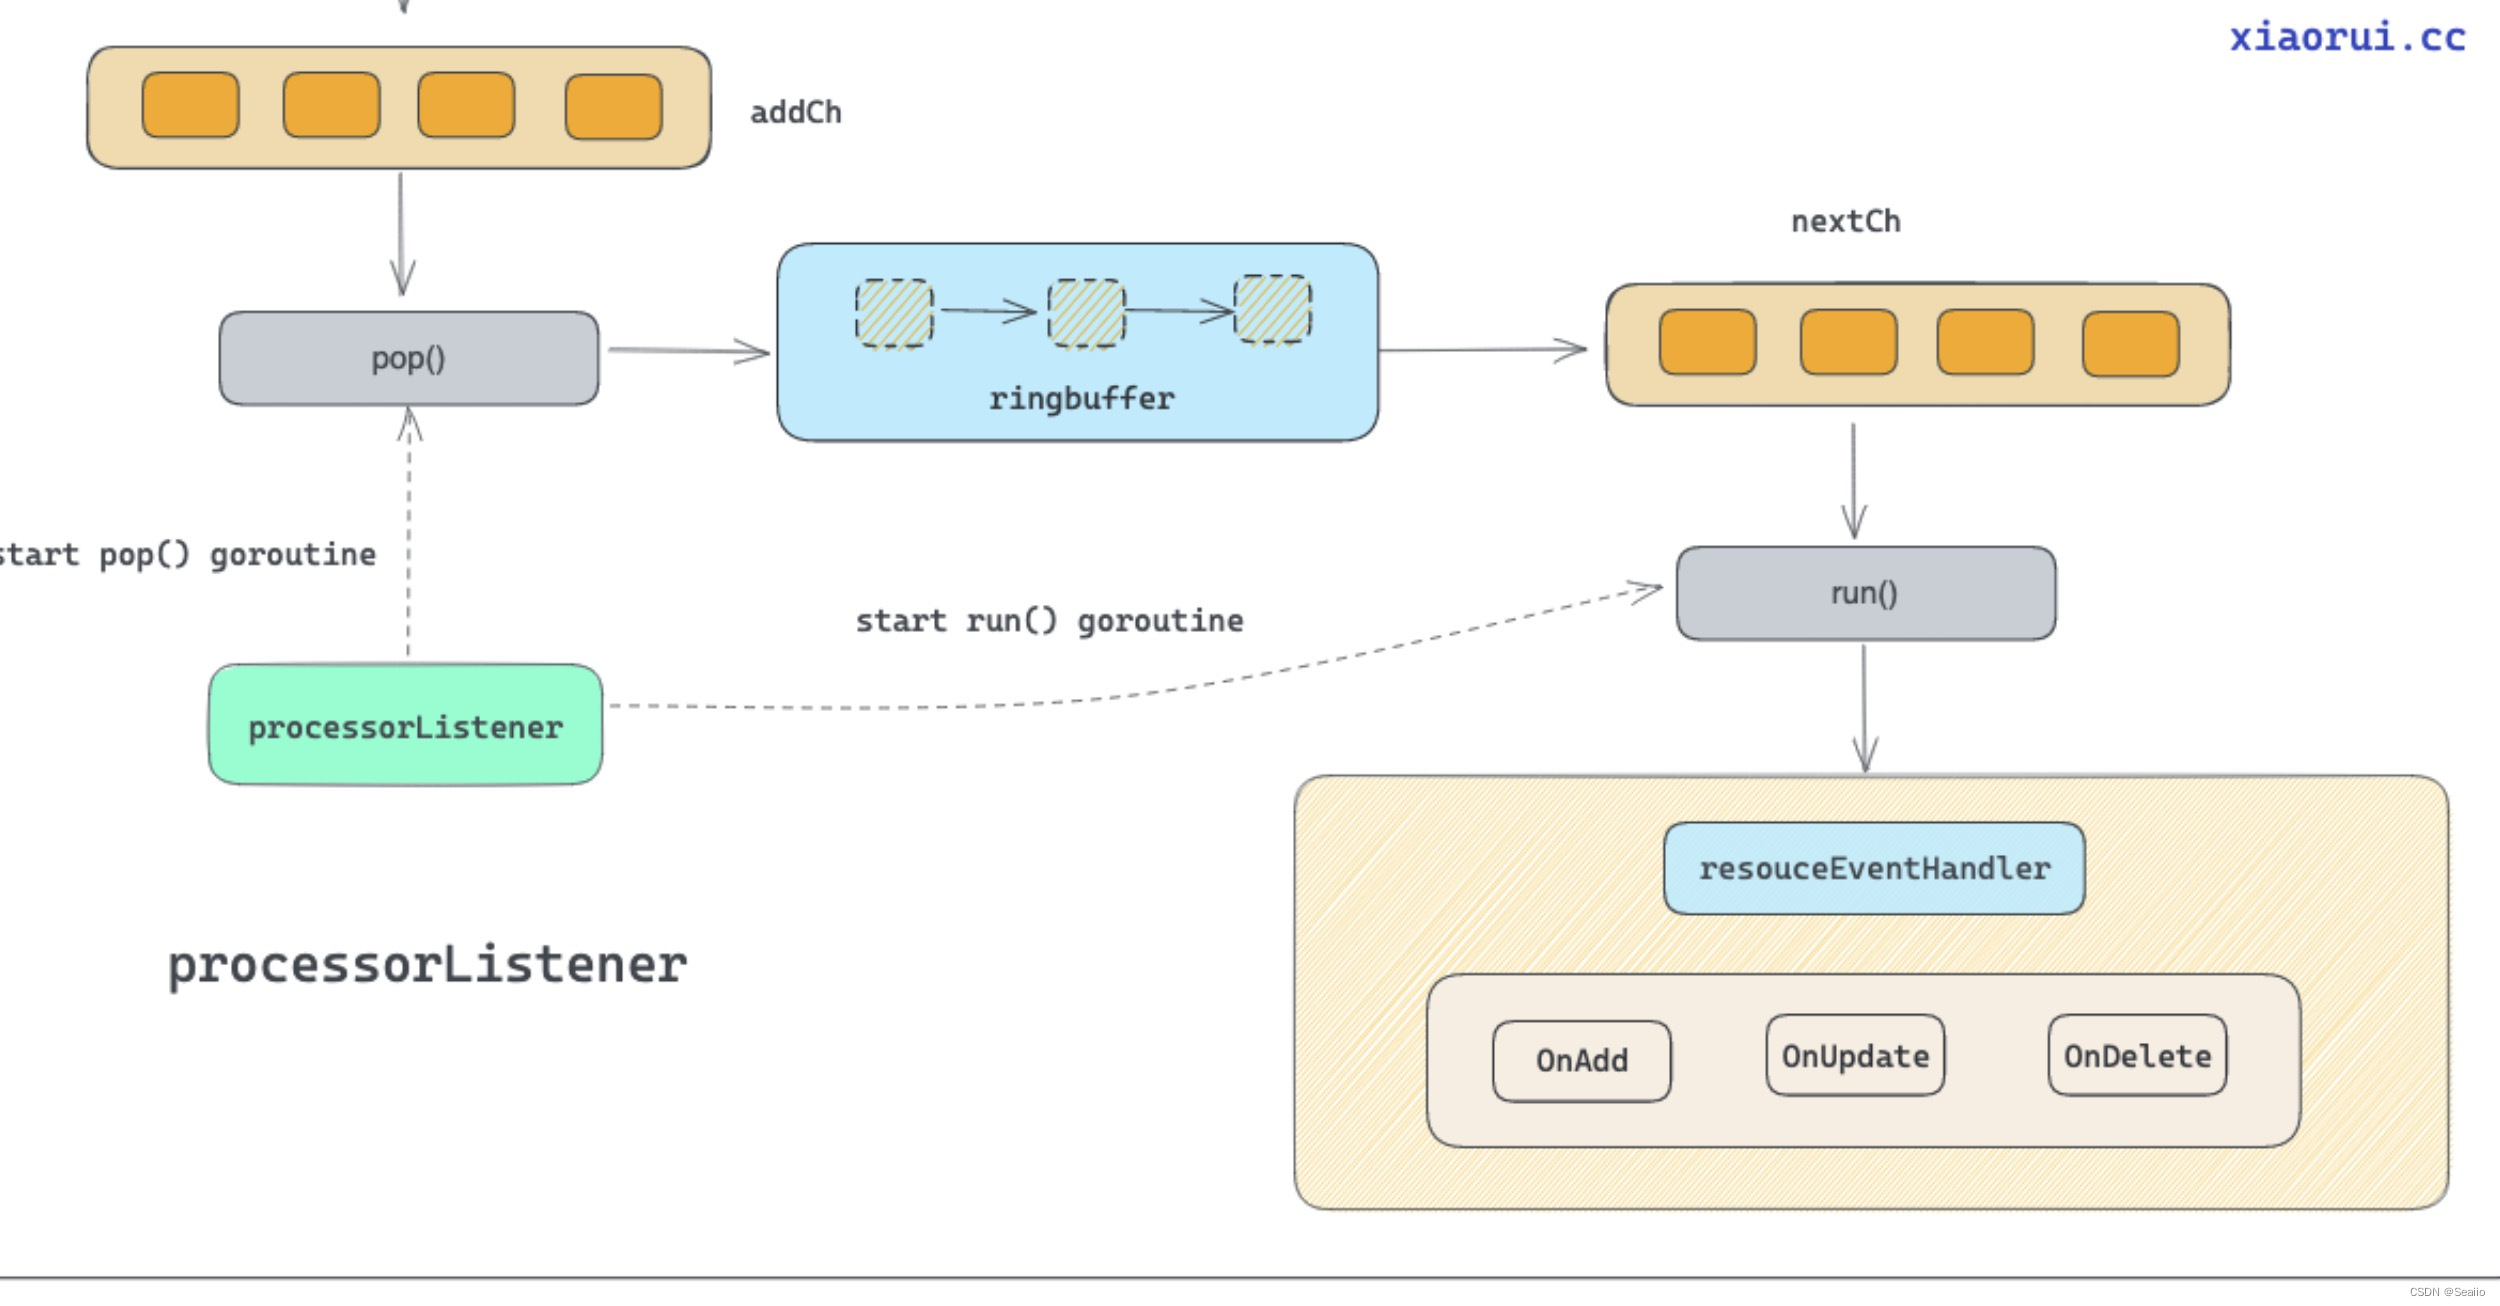 xiaorui.cc
addCh
nextCh
pop()
ringbuffer
start pop() goroutine
start run() goroutine
run()
processorListener
resouceEventHandler
processorListener
OnAdd
OnUpdate
OnDelete
CSDN @Seaiio